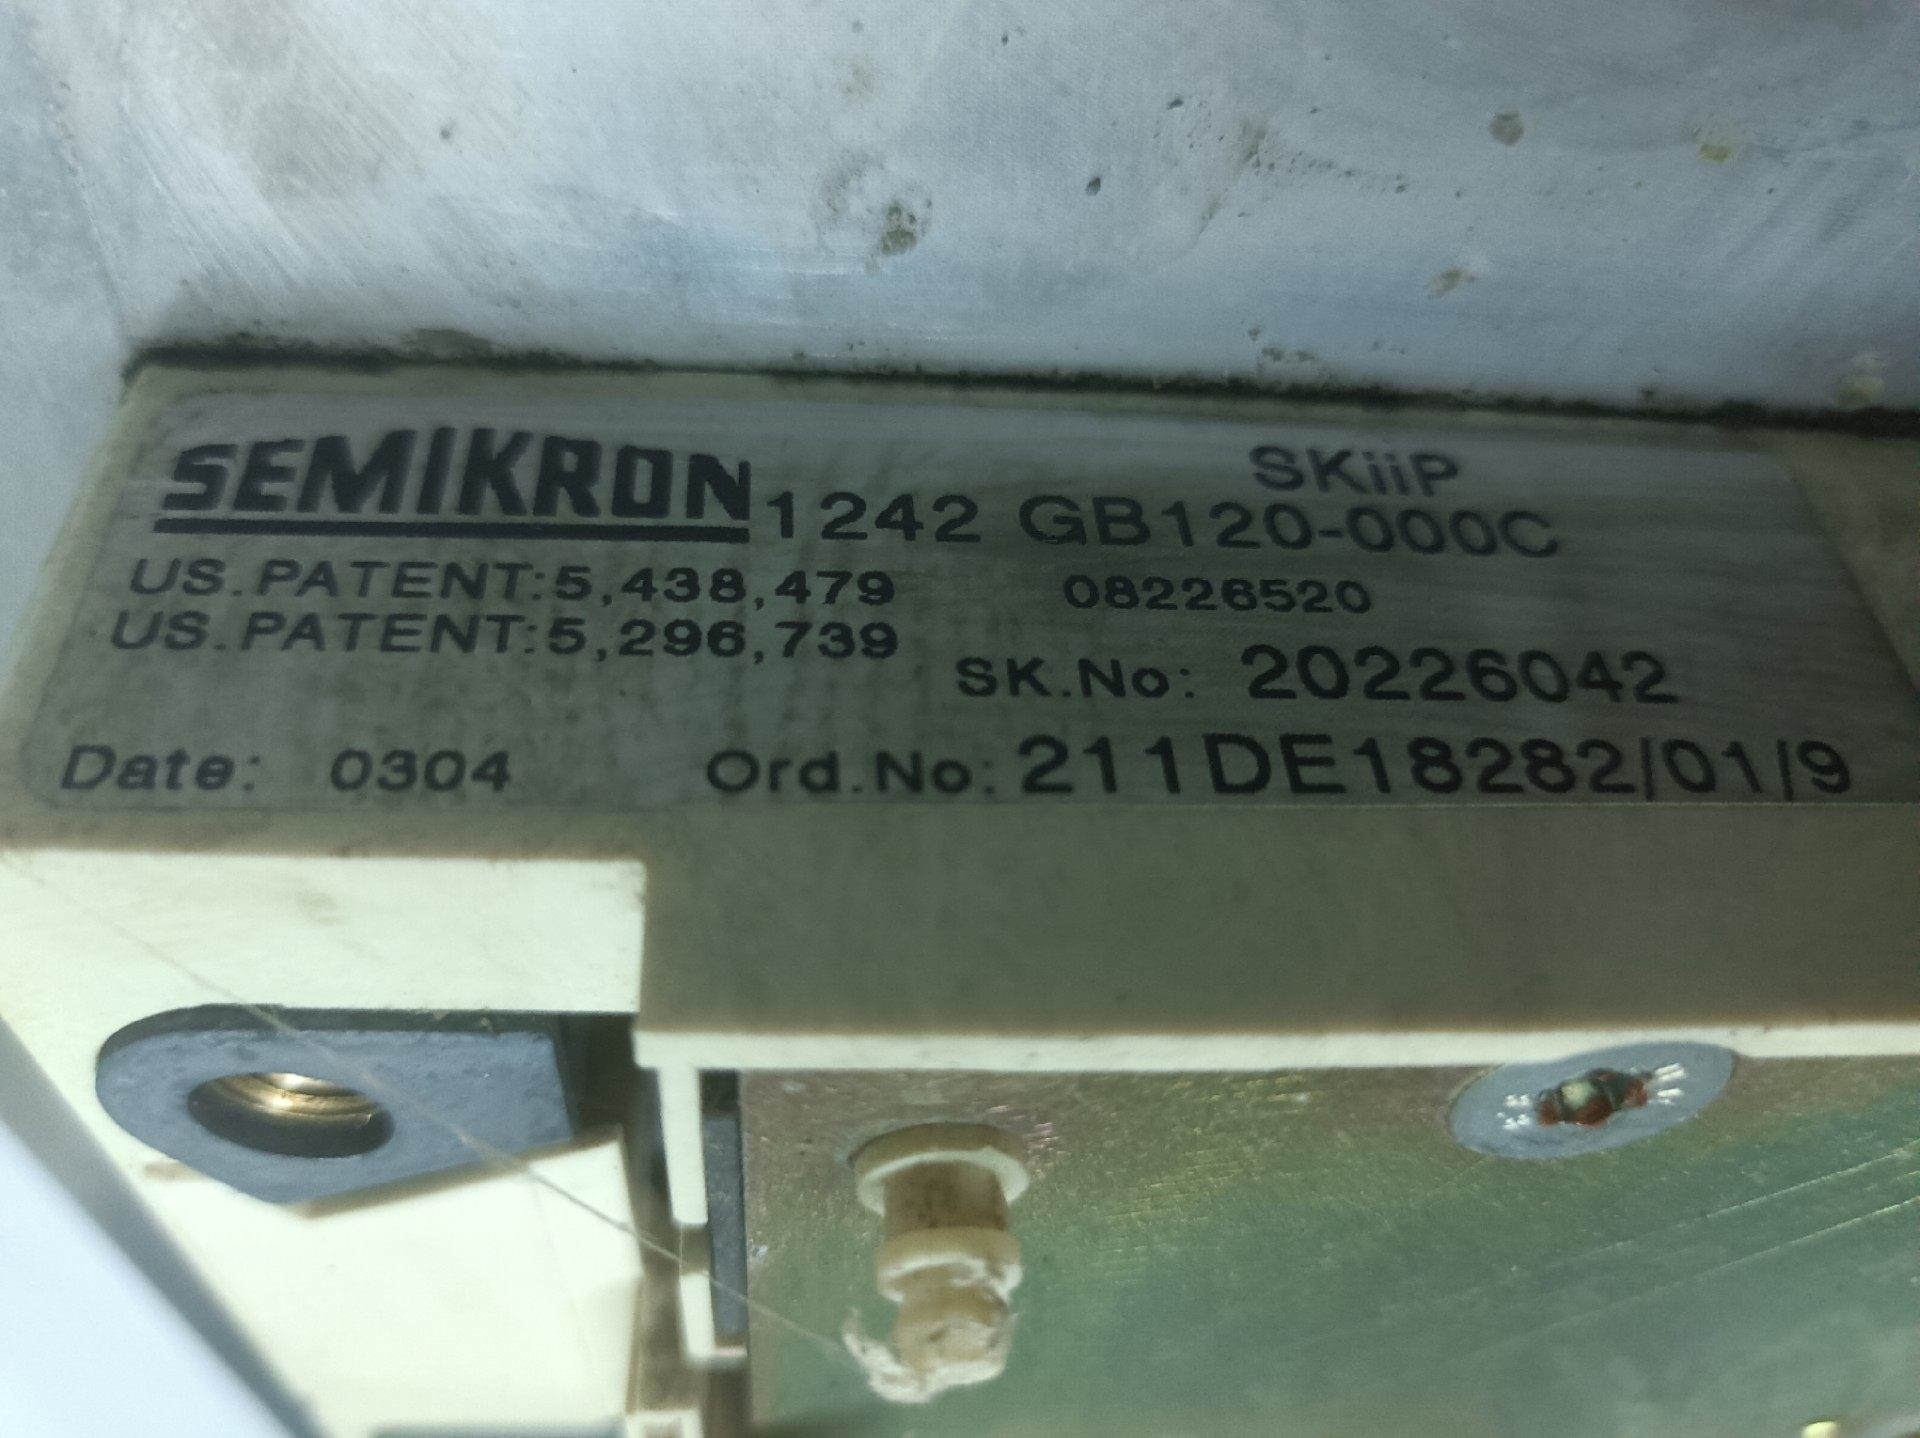 SEMIKRON
SKiiP
1242 GB120-000C
US.PATENT:5,438,479 08226520
US.PATENT:5,296,739
SK.No: 20226042
Date: 0304 Ord.No: 211DE18282/01/9